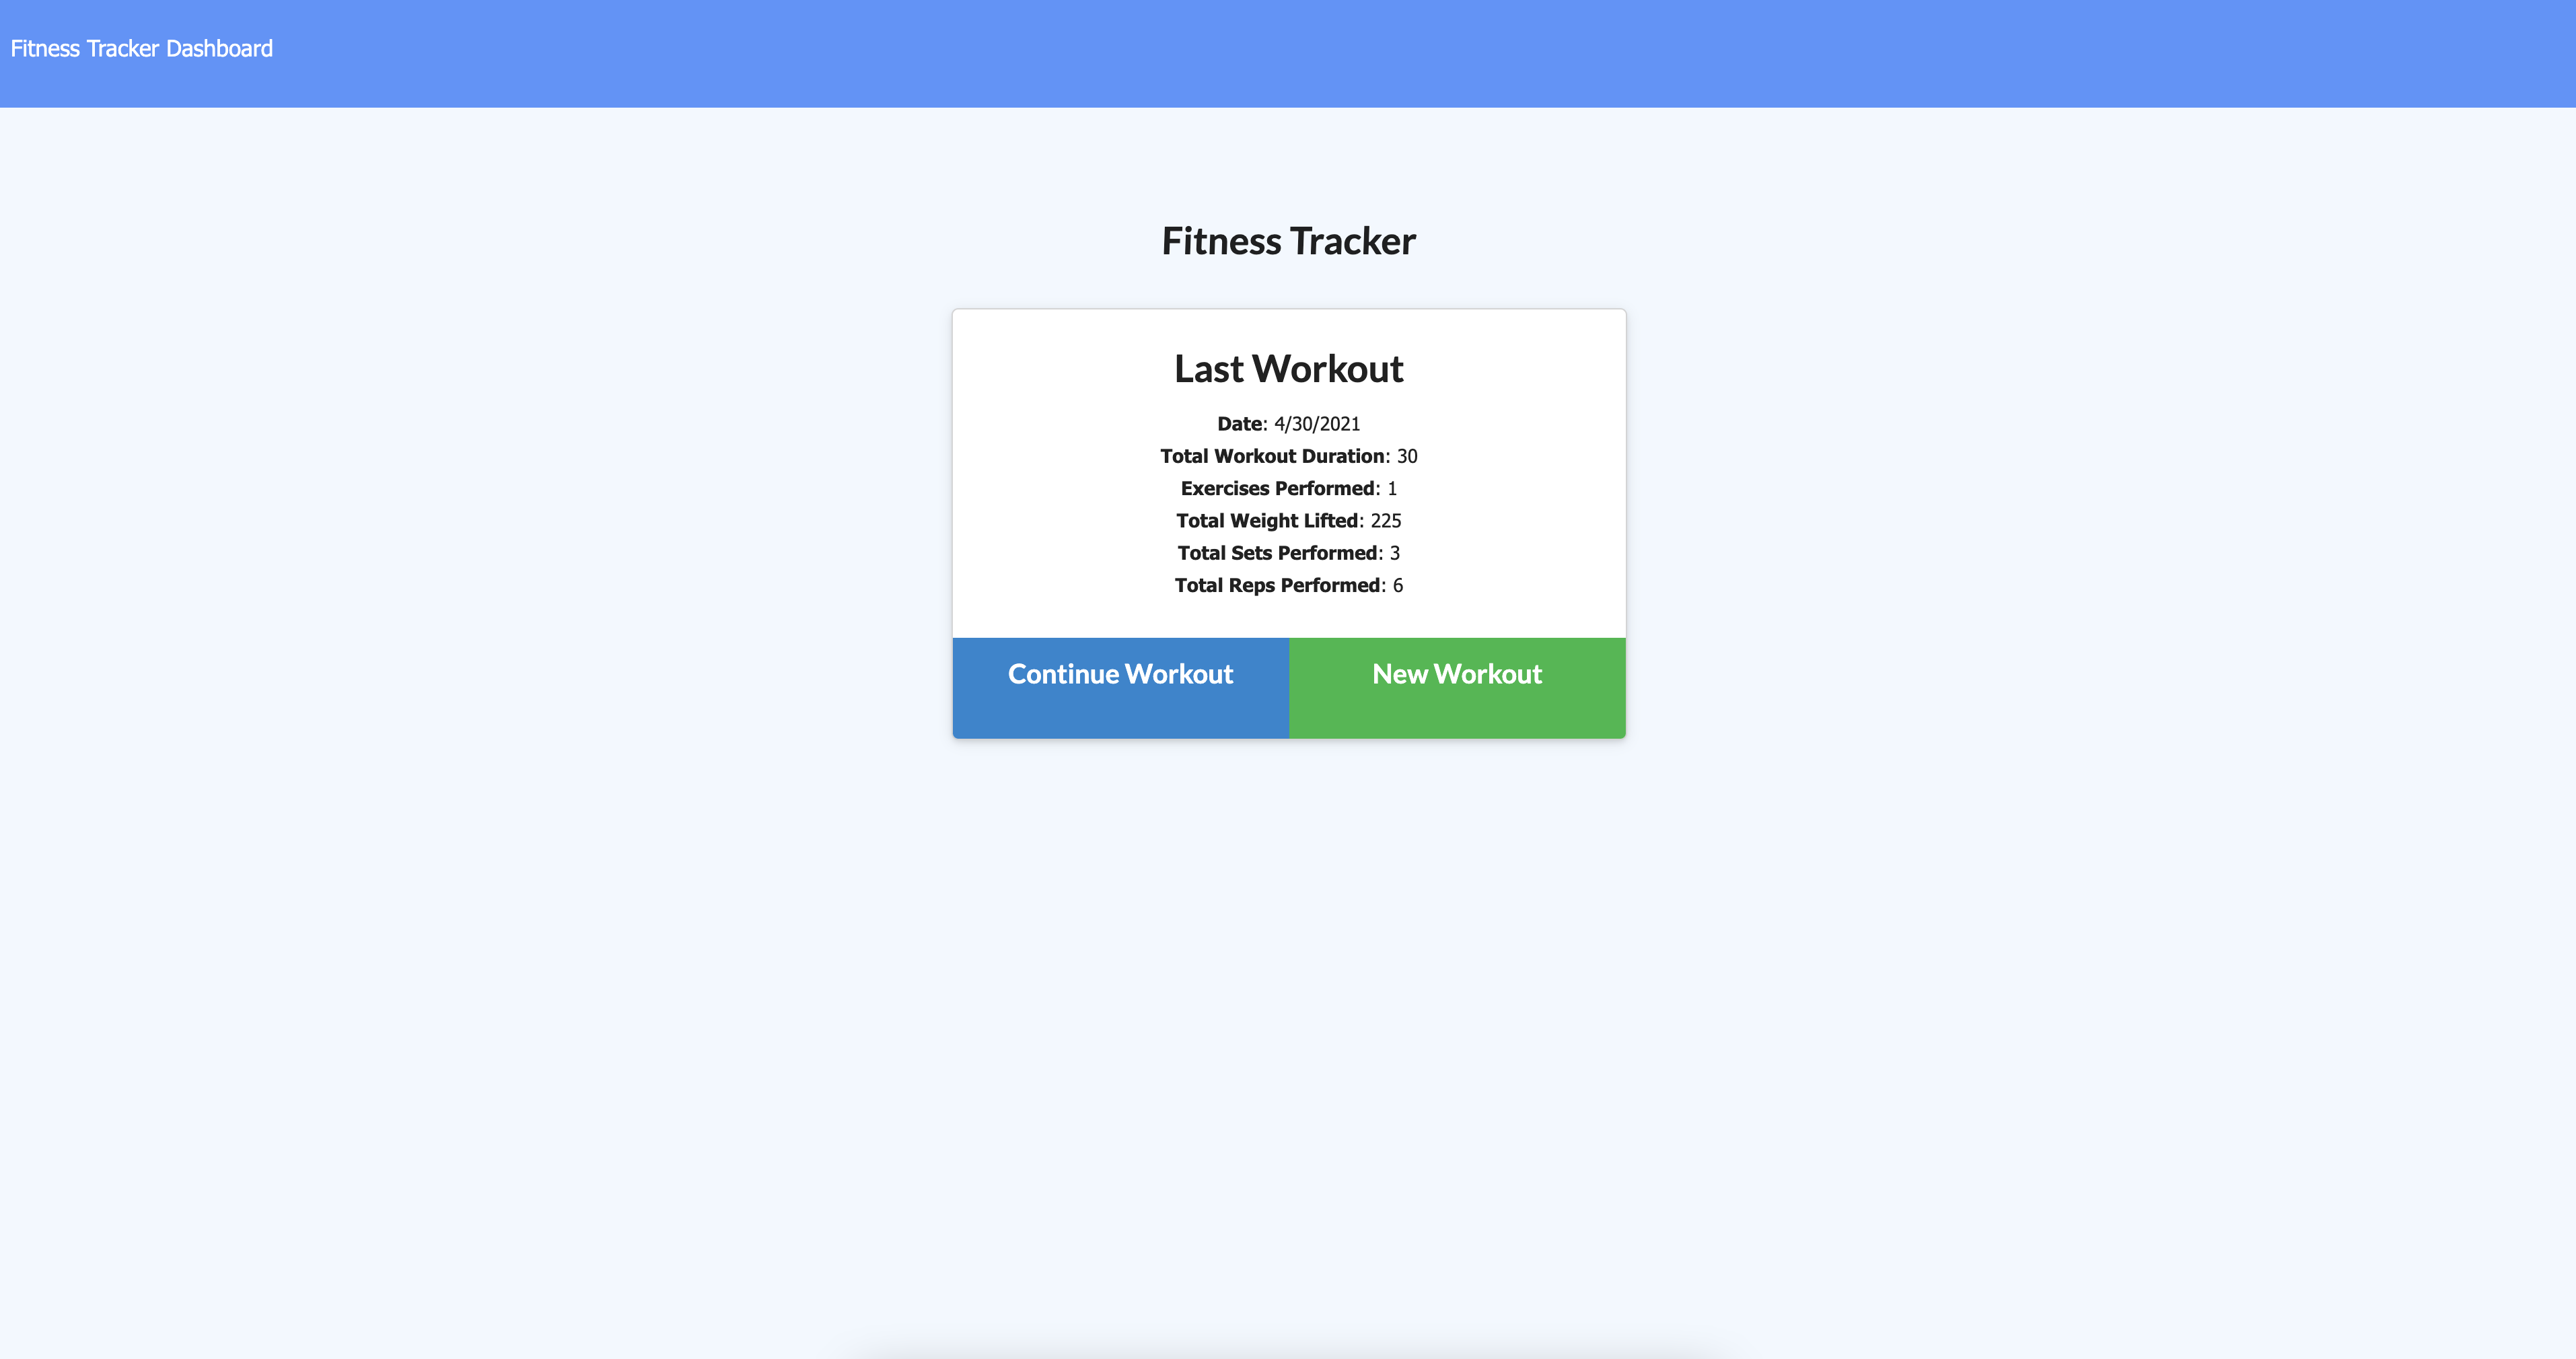 Fitness Tracker Dashboard
Fitness Tracker
Last Workout
Date: 4/30/2021
Total Workout Duration: 30
Exercises Performed: 1
Total Weight Lifted: 225
Total Sets Performed: 3
Total Reps Performed: 6
Continue Workout
New Workout